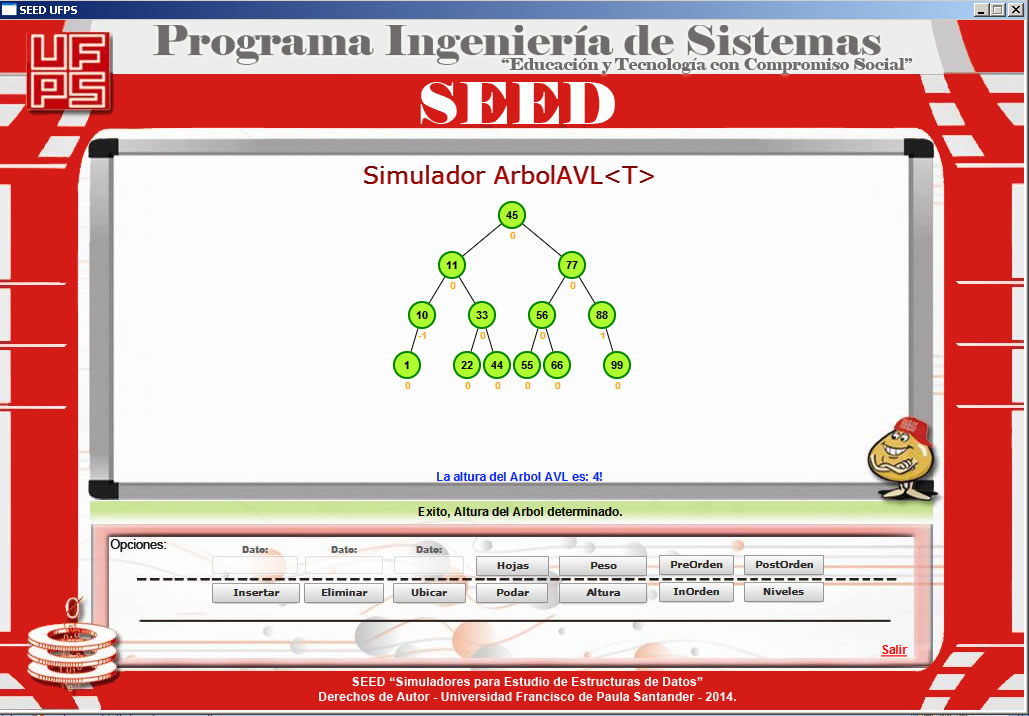 SEED UFPS
UF
PS
Programa Ingeniería de Sistemas
“Educación y Tecnología con Compromiso Social”
SEED
Simulador ArbolAVL<T>
45
0
11 77
0 0
10 33 56 88
-1 0 0 1
1 22 44 55 66 99
0 0 0 0 0 0
La altura del Arbol AVL es: 4!
Exito, Altura del Arbol determinado.
Opciones:
Dato: Dato: Dato:
Hojas Peso PreOrden PostOrden
Insertar Eliminar Ubicar Podar Altura InOrden Niveles
Salir
SEED “Simuladores para Estudio de Estructuras de Datos”
Derechos de Autor - Universidad Francisco de Paula Santander - 2014.